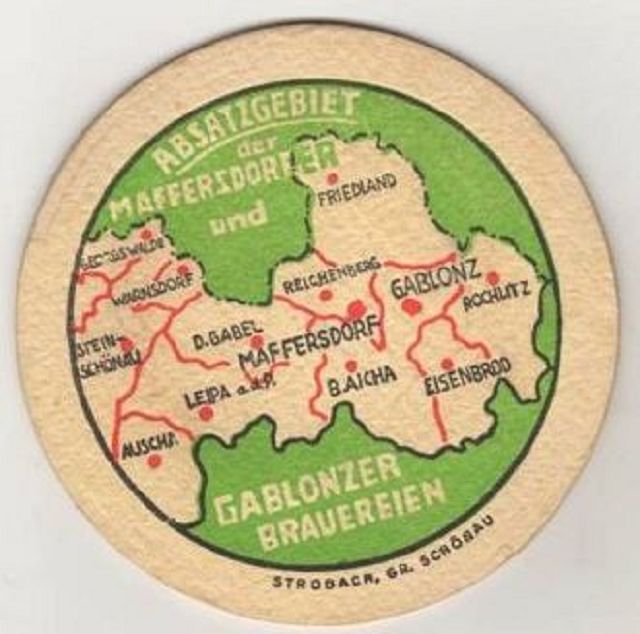 ABSATZGEBIET
der
MAFFERSDORFER
und
FRIEDLAND
WARNSDORF
REICHENBERG
GABLONZ
ROCHLITZ
STEIN-
SCHÖNAU
D.GABEL
MAFFERSDORF
LEIPA a.d.P.
B.AICHA
EISENBROD
AUSCHA
GABLONZER
BRAUEREIEN
STROBACH, GR. SCHÖNAU